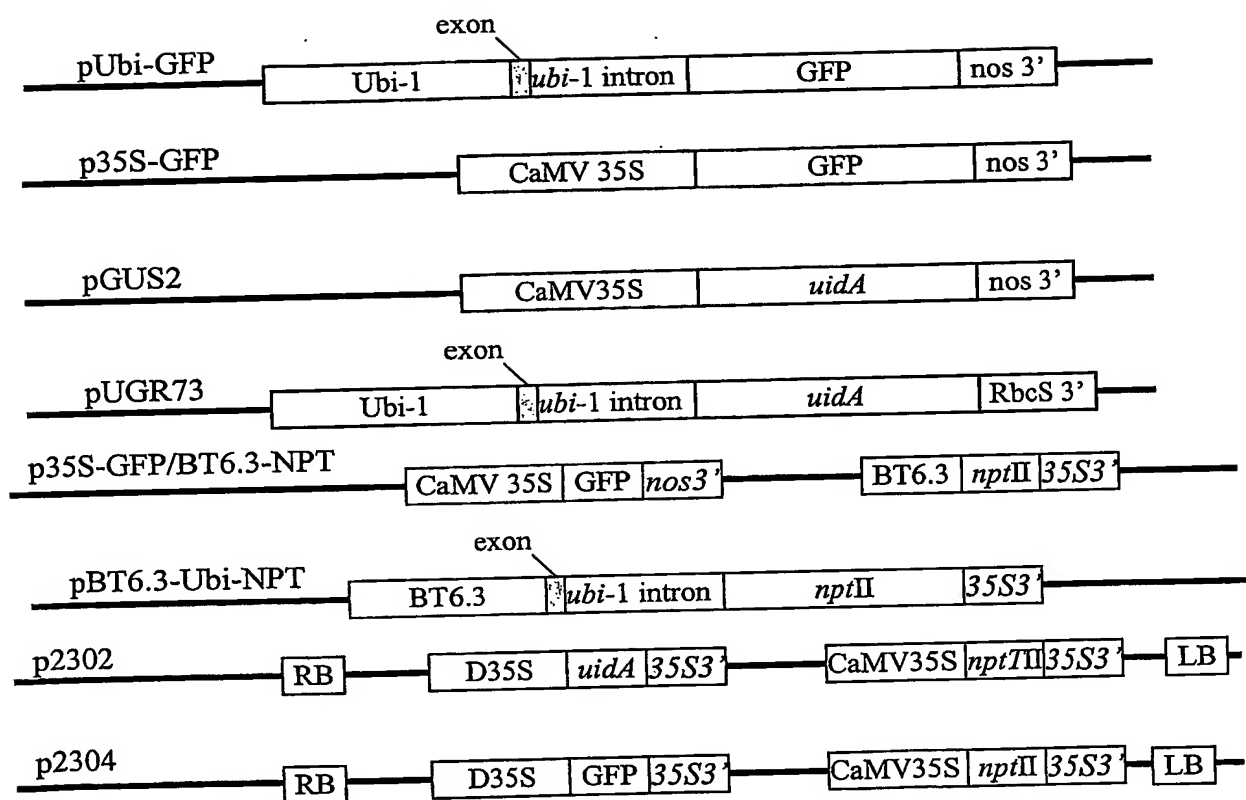 exon
pUbi-GFP
Ubi-1 ubi-1 intron GFP nos 3’
p35S-GFP
CaMV 35S GFP nos 3’
pGUS2
CaMV35S uidA nos 3’
exon
pUGR73
Ubi-1 ubi-1 intron uidA RbcS 3’
p35S-GFP/BT6.3-NPT
CaMV 35S GFP nos3’ BT6.3 nptII 35S3’
exon
pBT6.3-Ubi-NPT
BT6.3 ubi-1 intron nptII 35S3’
p2302
RB D35S uidA 35S3’ CaMV35S nptTII 35S3’ LB
p2304
RB D35S GFP 35S3’ CaMV35S nptII 35S3’ LB